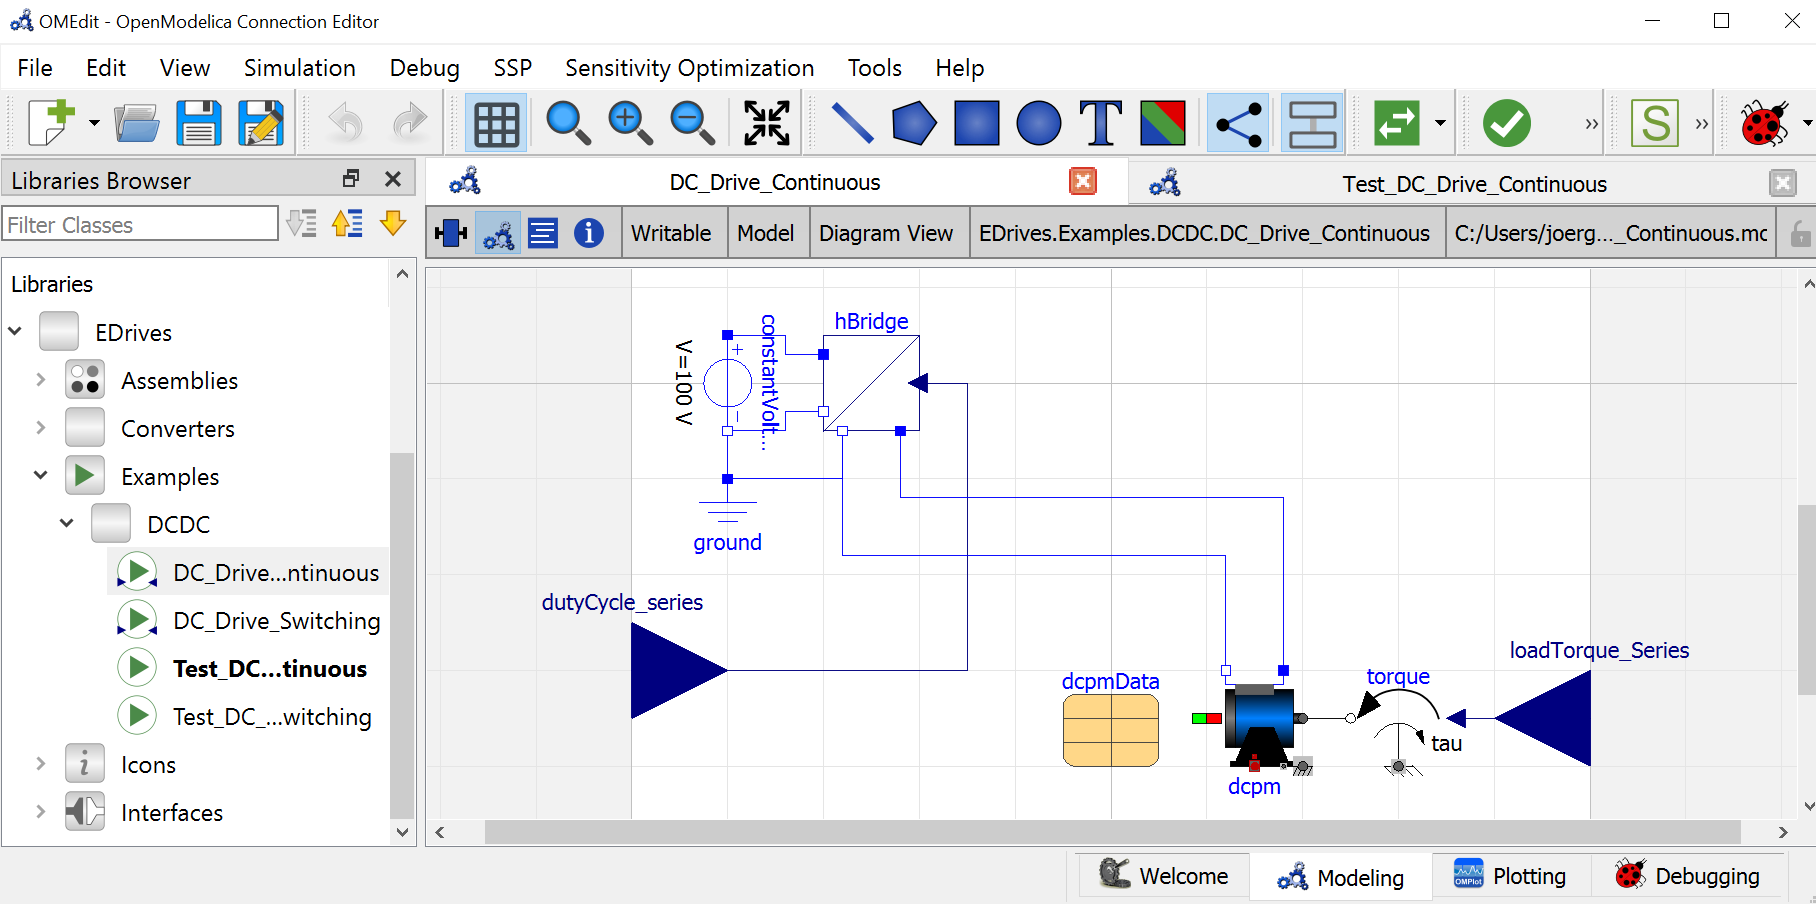 OMEdit - OpenModelica Connection Editor
File Edit View Simulation Debug SSP Sensitivity Optimization Tools Help
T S
Libraries Browser
DC_Drive_Continuous
Test_DC_Drive_Continuous
Filter Classes
i Writable Model Diagram View EDrives.Examples.DCDC.DC_Drive_Continuous C:/Users/joerg..._Continuous.mo
Libraries
EDrives
Assemblies
Converters
Examples
DCDC
DC_Drive...ntinuous
DC_Drive_Switching
Test_DC...tinuous
Test_DC_...witching
i Icons
Interfaces
hBridge
constantVolt...
V=100 V
+
−
ground
dutyCycle_series
loadTorque_Series
dcpmData
torque
tau
dcpm
Welcome Modeling OMPlot Plotting Debugging